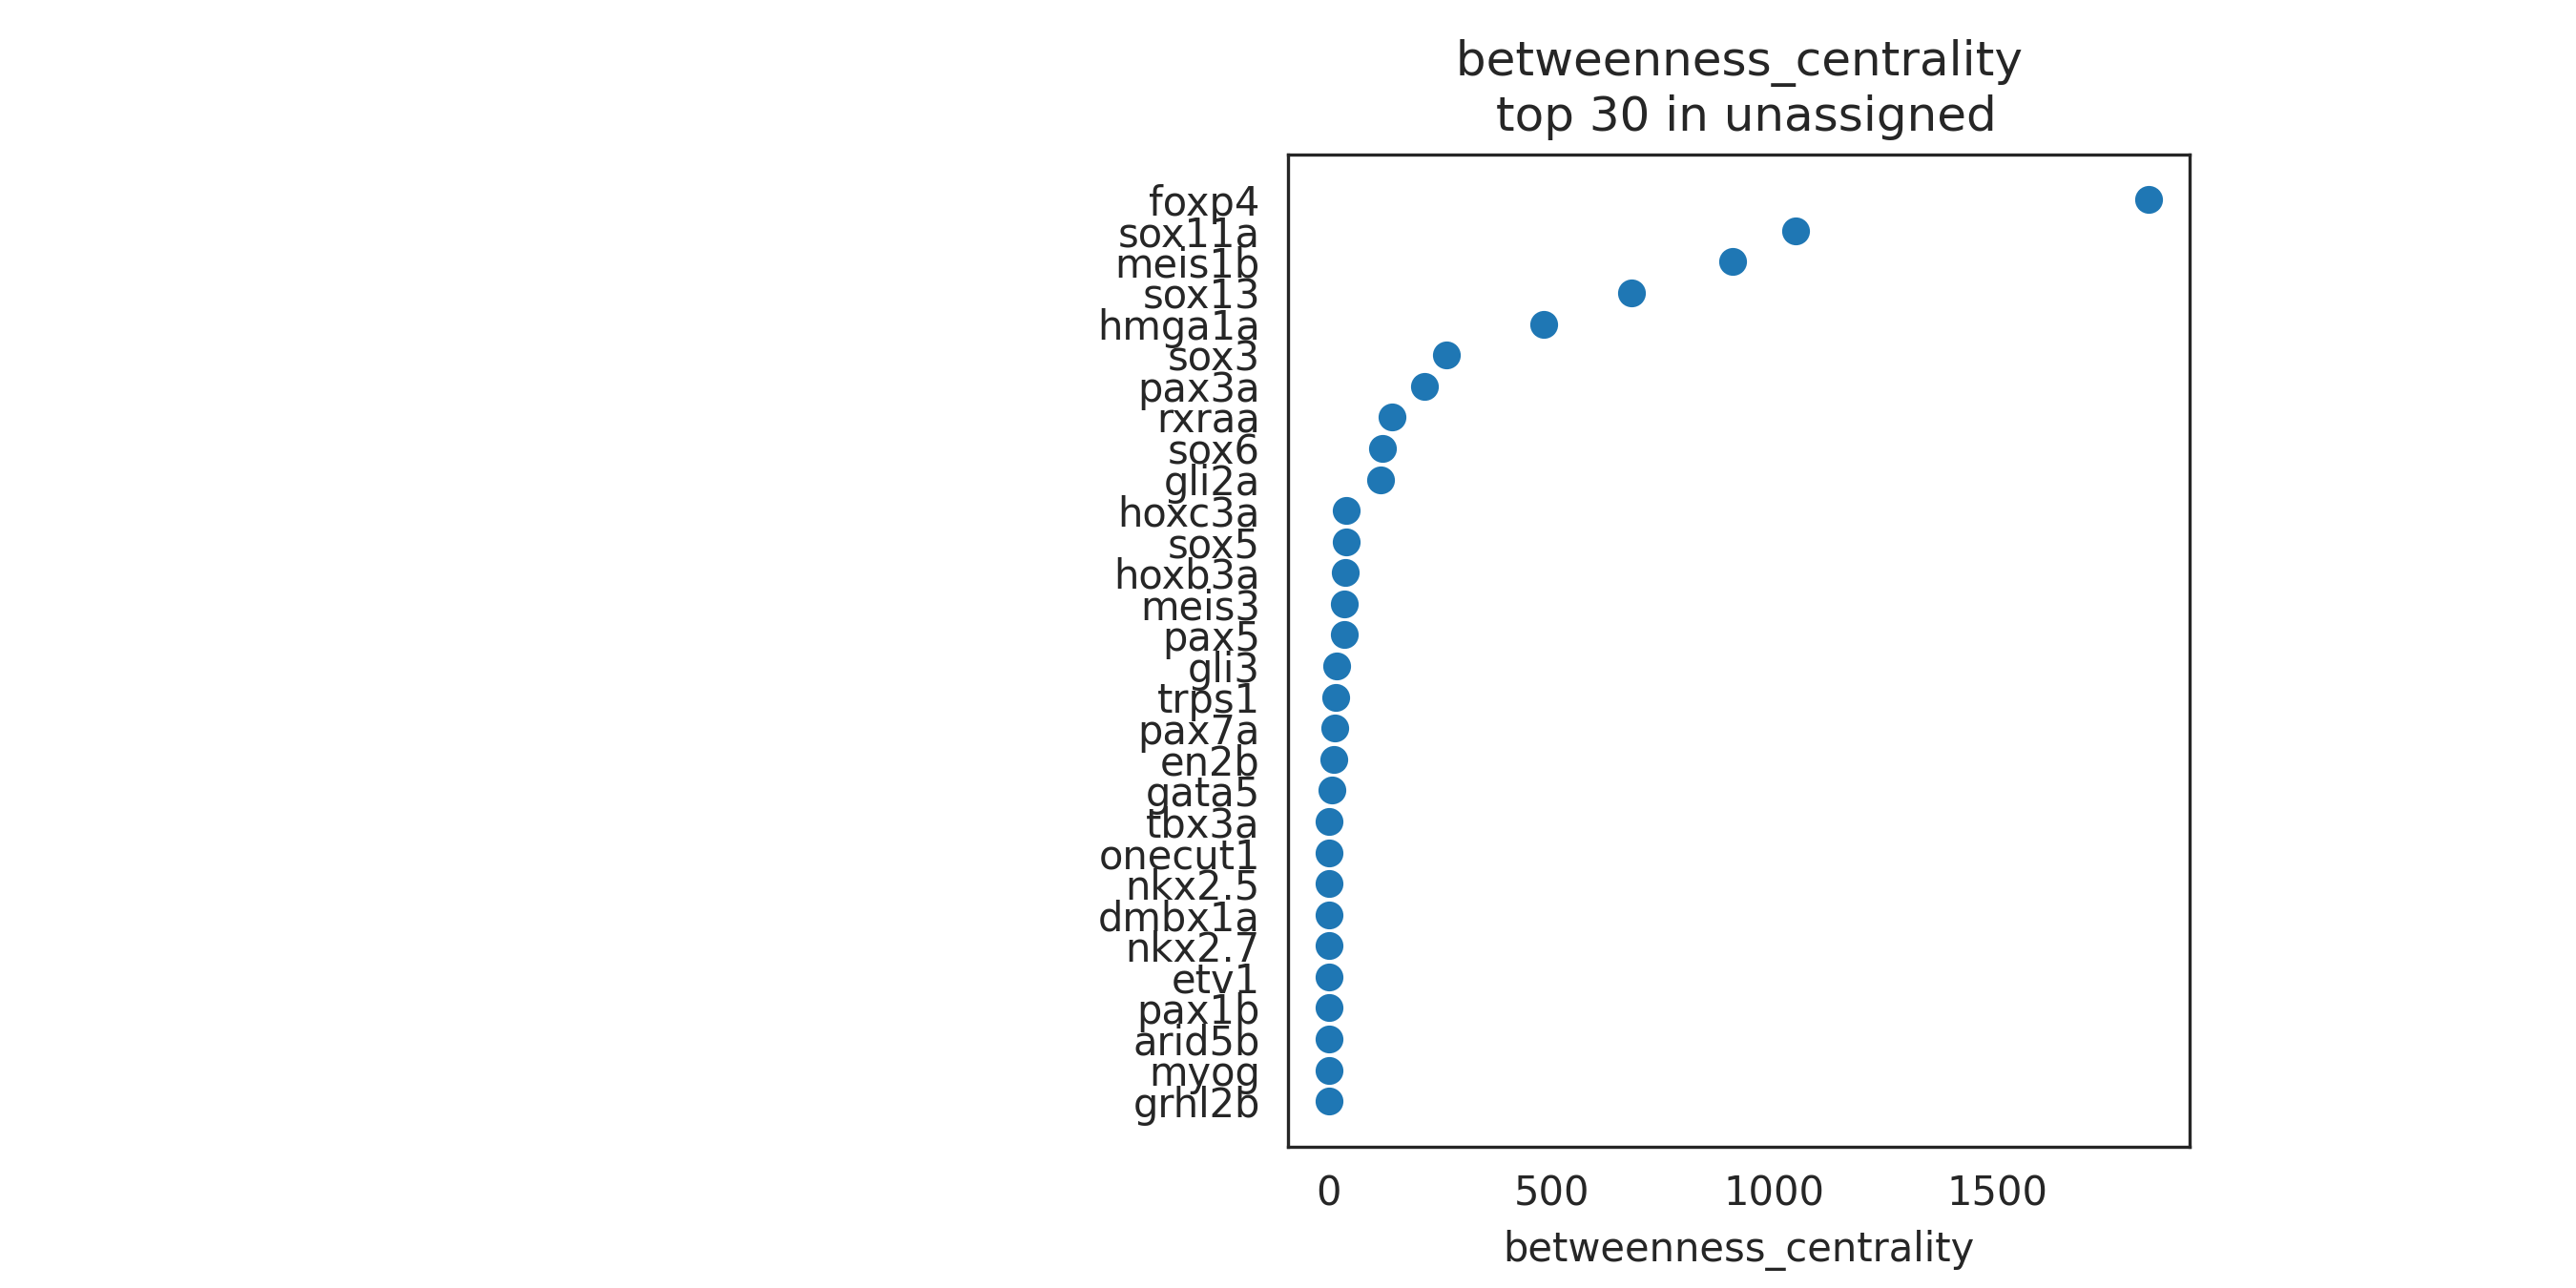 betweenness_centrality
top 30 in unassigned
foxp4
sox11a
meis1b
sox13
hmga1a
sox3
pax3a
rxraa
sox6
gli2a
hoxc3a
sox5
hoxb3a
meis3
pax5
gli3
trps1
pax7a
en2b
gata5
tbx3a
onecut1
nkx2.5
dmbx1a
nkx2.7
etv1
pax1b
arid5b
myog
grhl2b
0 500 1000 1500
betweenness_centrality